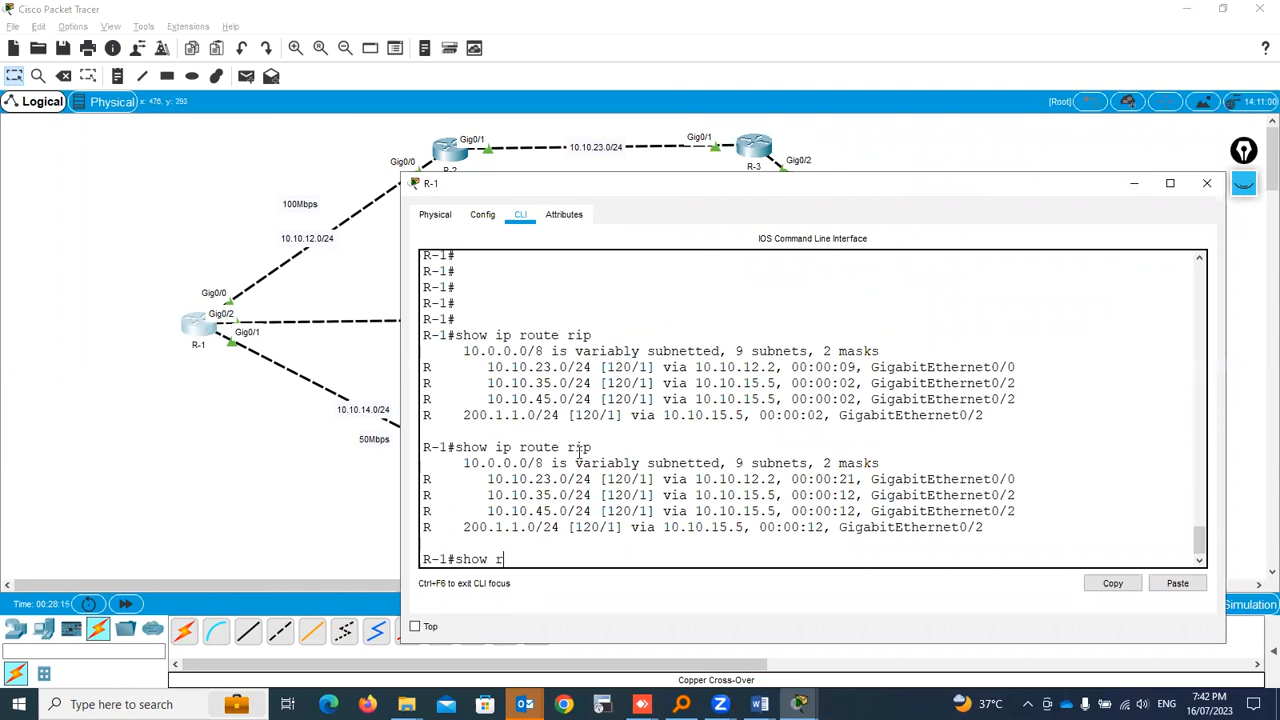 Cisco Packet Tracer
File Edit Options View Tools Extensions Help
Logical Physical x: 476, y: 293 [Root] 14:11:00
Gig0/1 10.10.23.0/24 Gig0/1
Gig0/0 Gig0/2
R-3
100Mbps
10.10.12.0/24
Gig0/0
Gig0/2
Gig0/1
R-1
10.10.14.0/24
50Mbps
R-1
Physical Config CLI Attributes
IOS Command Line Interface
R-1#
R-1#
R-1#
R-1#
R-1#
R-1#show ip route rip
10.0.0.0/8 is variably subnetted, 9 subnets, 2 masks
R 10.10.23.0/24 [120/1] via 10.10.12.2, 00:00:09, GigabitEthernet0/0
R 10.10.35.0/24 [120/1] via 10.10.15.5, 00:00:02, GigabitEthernet0/2
R 10.10.45.0/24 [120/1] via 10.10.15.5, 00:00:02, GigabitEthernet0/2
R 200.1.1.0/24 [120/1] via 10.10.15.5, 00:00:02, GigabitEthernet0/2
R-1#show ip route rip
10.0.0.0/8 is variably subnetted, 9 subnets, 2 masks
R 10.10.23.0/24 [120/1] via 10.10.12.2, 00:00:21, GigabitEthernet0/0
R 10.10.35.0/24 [120/1] via 10.10.15.5, 00:00:12, GigabitEthernet0/2
R 10.10.45.0/24 [120/1] via 10.10.15.5, 00:00:12, GigabitEthernet0/2
R 200.1.1.0/24 [120/1] via 10.10.15.5, 00:00:12, GigabitEthernet0/2
R-1#show r
Ctrl+F6 to exit CLI focus Copy Paste
Top
Time: 00:28:15 Simulation
Copper Cross-Over
Type here to search
37°C ENG 7:42 PM
16/07/2023